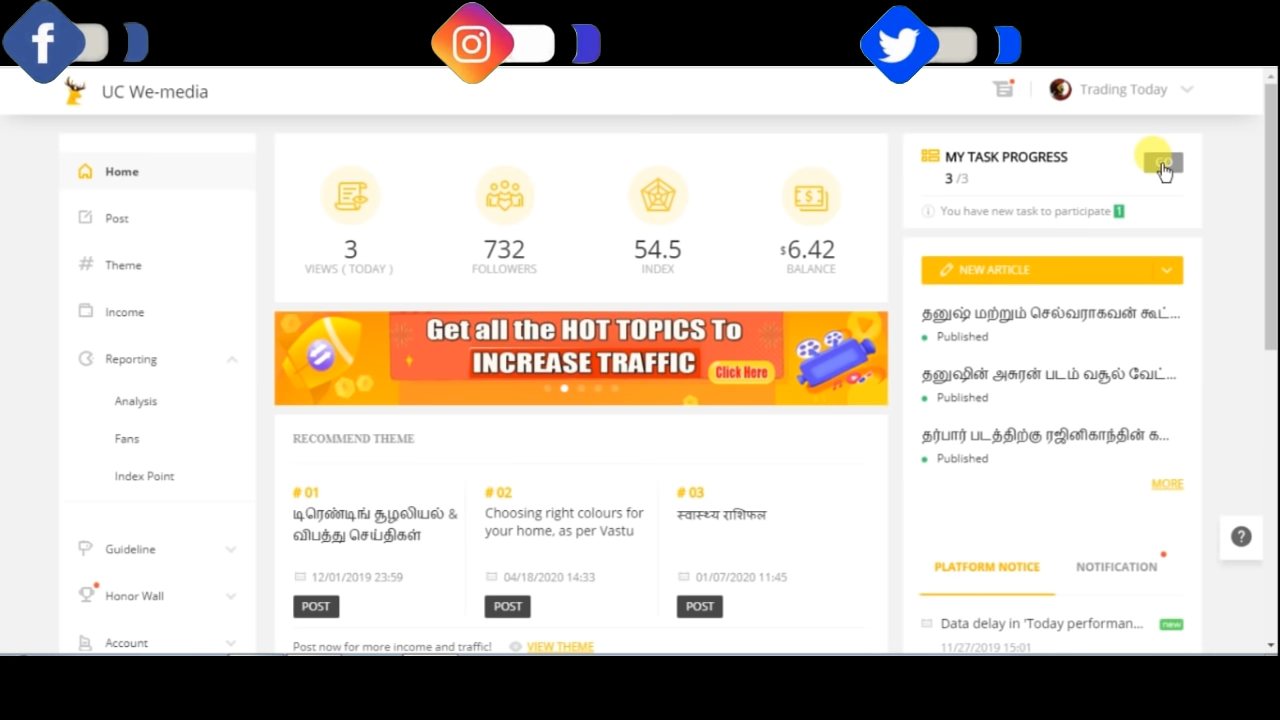 UC We-media
Trading Today
Home
Post
Theme
Income
Reporting
Analysis
Fans
Index Point
Guideline
Honor Wall
Account
3
VIEWS ( TODAY )
732
FOLLOWERS
54.5
INDEX
$6.42
BALANCE
Get all the HOT TOPICS To
INCREASE TRAFFIC
Click Here
RECOMMEND THEME
# 01
டிரெண்டிங் சூழலியல் &
விபத்து செய்திகள்
12/01/2019 23:59
POST
# 02
Choosing right colours for
your home, as per Vastu
04/18/2020 14:33
POST
# 03
स्वास्थ्य राशिफल
01/07/2020 11:45
POST
Post now for more income and traffic!
VIEW THEME
MY TASK PROGRESS
GO
3 /3
You have new task to participate 1
NEW ARTICLE
தனுஷ் மற்றும் செல்வராகவன் கூட்...
Published
தனுஷின் அசுரன் படம் வசூல் வேட்...
Published
தர்பார் படத்திற்கு ரஜினிகாந்தின் க...
Published
MORE
PLATFORM NOTICE
NOTIFICATION
Data delay in 'Today performan...
new
11/27/2019 15:01